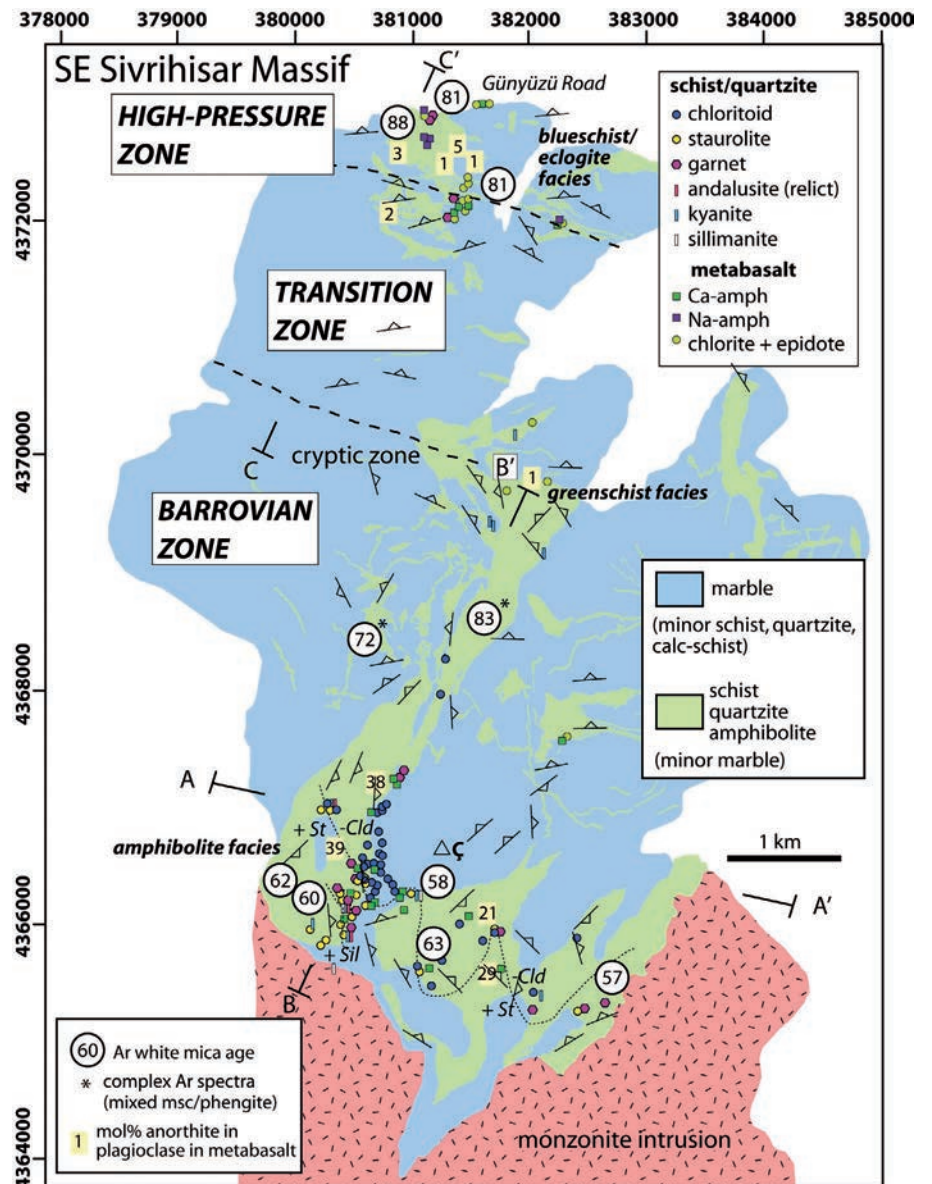 378000 379000 380000 381000 382000 383000 384000 385000
SE Sivrihisar Massif
C'
Günyüzü Road
HIGH-PRESSURE
ZONE
81
88
3
5
1
1
2
81
blueschist/
eclogite
facies
schist/quartzite
chloritoid
staurolite
garnet
andalusite (relict)
kyanite
sillimanite
metabasalt
Ca-amph
Na-amph
chlorite + epidote
4372000
TRANSITION
ZONE
4370000
C
cryptic zone
B'
1
greenschist facies
BARROVIAN
ZONE
marble
(minor schist, quartzite,
calc-schist)
schist
quartzite
amphibolite
(minor marble)
72
*
83
*
4368000
A
38
+ St
-Cld
39
amphibolite facies
Ç
1 km
62
60
58
4366000
A'
21
63
29
-Cld
+ St
57
+ Sil
B
60
Ar white mica age
*
complex Ar spectra
(mixed msc/phengite)
1
mol% anorthite in
plagioclase in metabasalt
monzonite intrusion
4364000